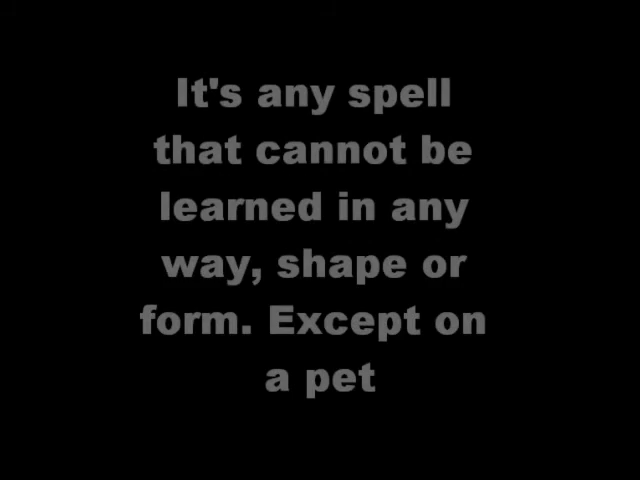 It's any spell
that cannot be
learned in any
way, shape or
form. Except on
a pet